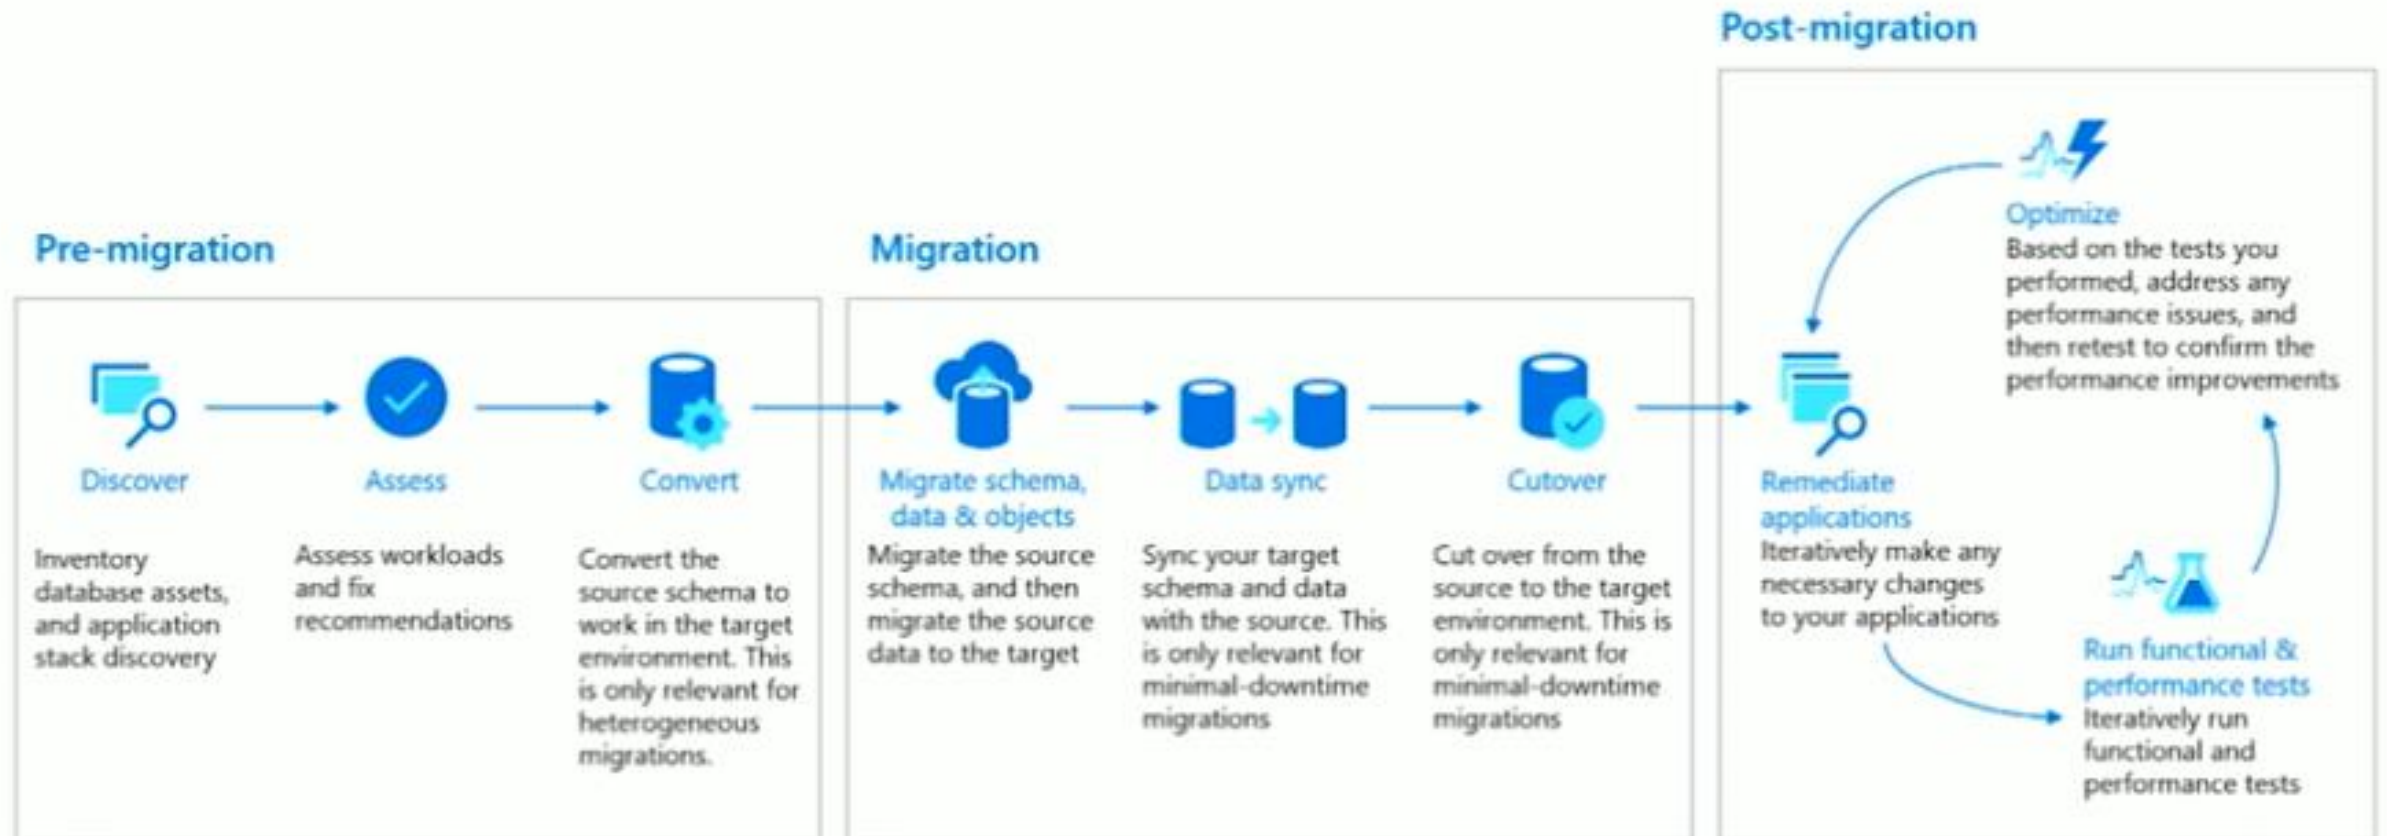 Pre-migration
Discover
Inventory
database assets,
and application
stack discovery
Assess
Assess workloads
and fix
recommendations
Convert
Convert the
source schema to
work in the target
environment. This
is only relevant for
heterogeneous
migrations.
Migration
Migrate schema,
data & objects
Migrate the source
schema, and then
migrate the source
data to the target
Data sync
Sync your target
schema and data
with the source. This
is only relevant for
minimal-downtime
migrations
Cutover
Cut over from the
source to the target
environment. This is
only relevant for
minimal-downtime
migrations
Post-migration
Remediate
applications
Iteratively make any
necessary changes
to your applications
Run functional &
performance tests
Iteratively run
functional and
performance tests
Optimize
Based on the tests you
performed, address any
performance issues, and
then retest to confirm the
performance improvements